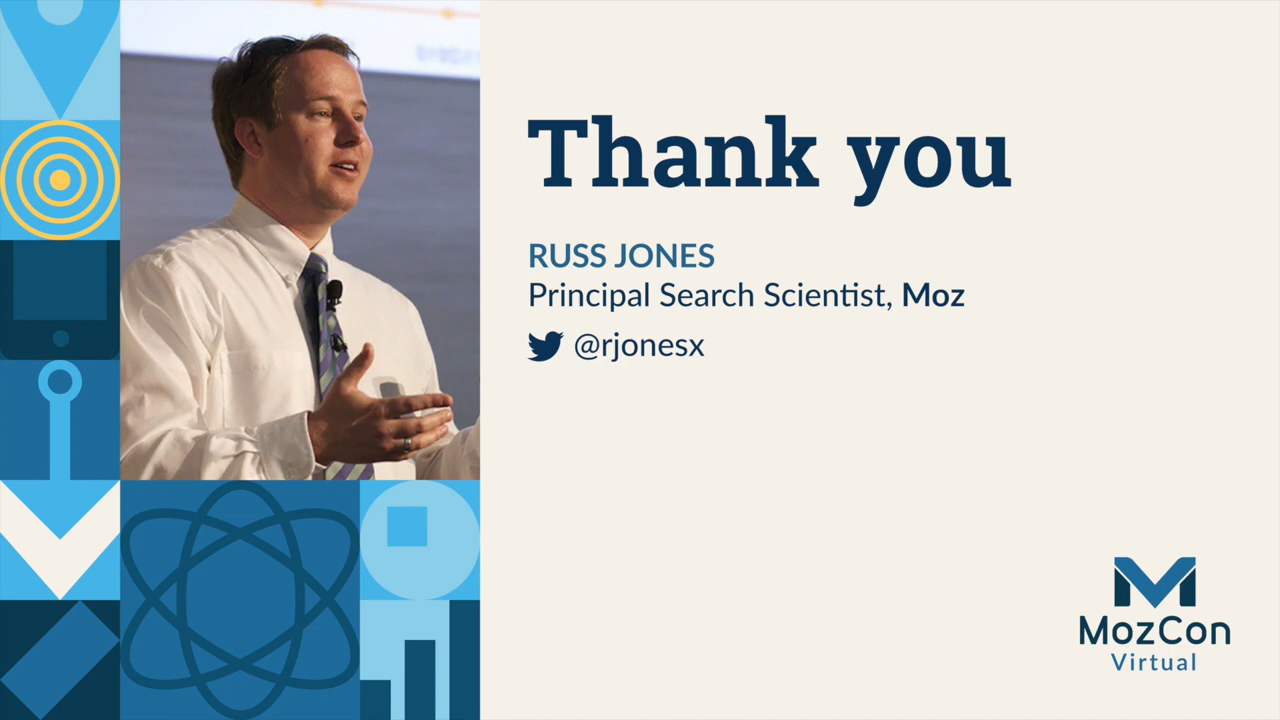 Thank you
RUSS JONES
Principal Search Scientist, Moz
@rjonesx
MozCon
Virtual